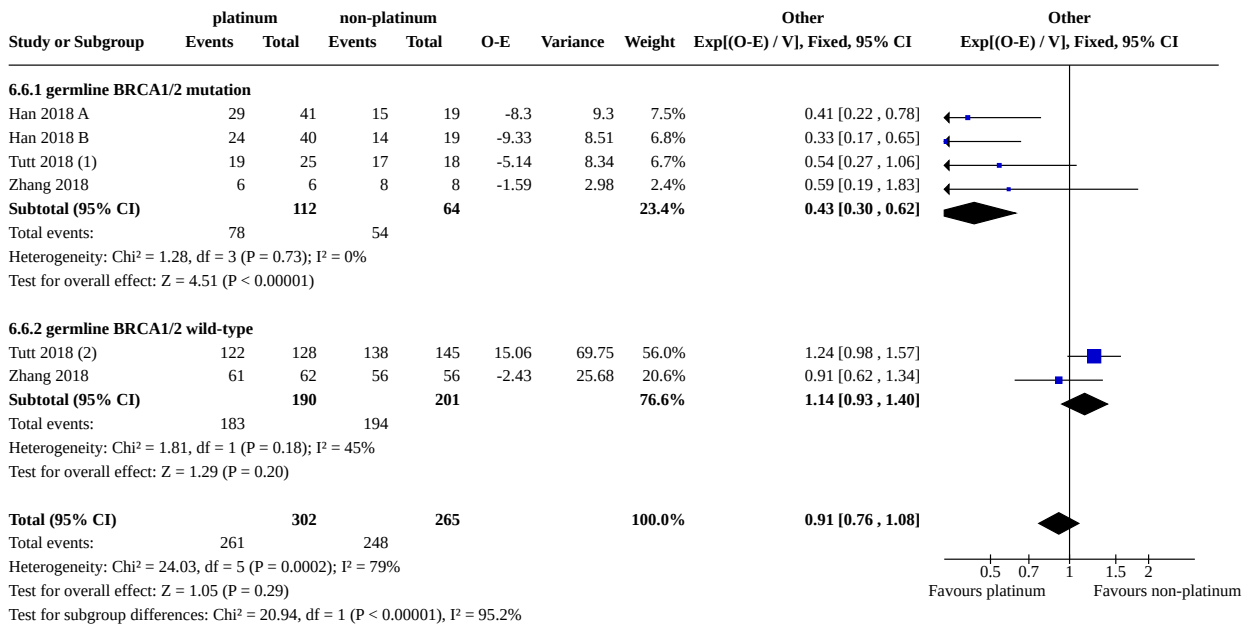 platinum non-platinum Other Other
Study or Subgroup Events Total Events Total O-E Variance Weight Exp[(O-E) / V], Fixed, 95% CI Exp[(O-E) / V], Fixed, 95% CI
6.6.1 germline BRCA1/2 mutation
Han 2018 A 29 41 15 19 -8.3 9.3 7.5% 0.41 [0.22 , 0.78]
Han 2018 B 24 40 14 19 -9.33 8.51 6.8% 0.33 [0.17 , 0.65]
Tutt 2018 (1) 19 25 17 18 -5.14 8.34 6.7% 0.54 [0.27 , 1.06]
Zhang 2018 6 6 8 8 -1.59 2.98 2.4% 0.59 [0.19 , 1.83]
Subtotal (95% CI) 112 64 23.4% 0.43 [0.30 , 0.62]
Total events: 78 54
Heterogeneity: Chi² = 1.28, df = 3 (P = 0.73); I² = 0%
Test for overall effect: Z = 4.51 (P < 0.00001)
6.6.2 germline BRCA1/2 wild-type
Tutt 2018 (2) 122 128 138 145 15.06 69.75 56.0% 1.24 [0.98 , 1.57]
Zhang 2018 61 62 56 56 -2.43 25.68 20.6% 0.91 [0.62 , 1.34]
Subtotal (95% CI) 190 201 76.6% 1.14 [0.93 , 1.40]
Total events: 183 194
Heterogeneity: Chi² = 1.81, df = 1 (P = 0.18); I² = 45%
Test for overall effect: Z = 1.29 (P = 0.20)
Total (95% CI) 302 265 100.0% 0.91 [0.76 , 1.08]
Total events: 261 248
Heterogeneity: Chi² = 24.03, df = 5 (P = 0.0002); I² = 79%
Test for overall effect: Z = 1.05 (P = 0.29)
Test for subgroup differences: Chi² = 20.94, df = 1 (P < 0.00001), I² = 95.2%
0.5 0.7 1 1.5 2
Favours platinum Favours non-platinum